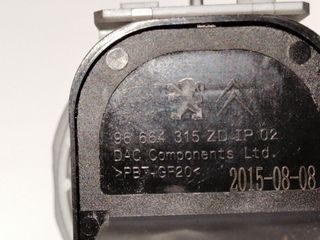 96 664 315 ZD IP 02
DAC Components Ltd.
>PBT-GF20<
2015-08-08